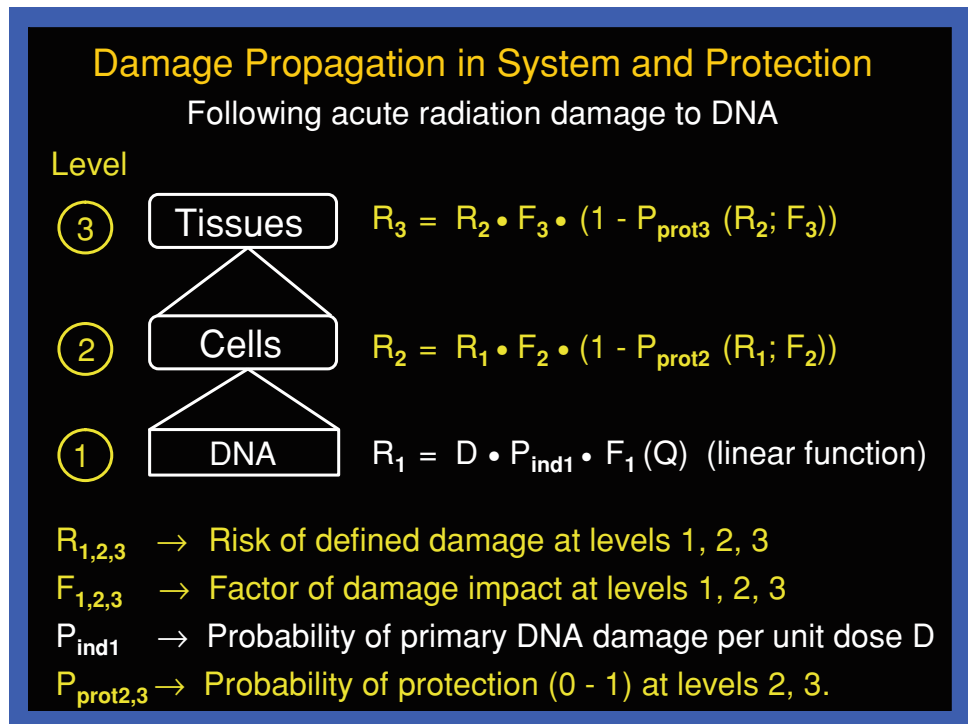 Damage Propagation in System and Protection
Following acute radiation damage to DNA
Level
3 Tissues R3 = R2 • F3 • (1 - Pprot3 (R2; F3))
2 Cells R2 = R1 • F2 • (1 - Pprot2 (R1; F2))
1 DNA R1 = D • Pind1 • F1 (Q) (linear function)
R1,2,3 → Risk of defined damage at levels 1, 2, 3
F1,2,3 → Factor of damage impact at levels 1, 2, 3
Pind1 → Probability of primary DNA damage per unit dose D
Pprot2,3 → Probability of protection (0 - 1) at levels 2, 3.